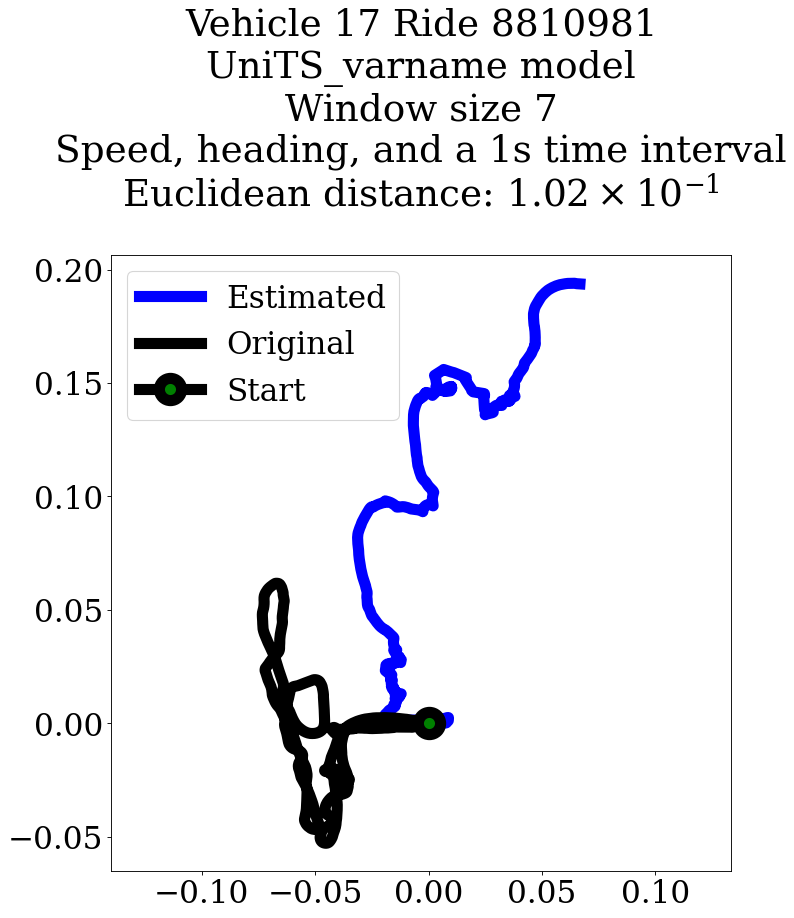 Vehicle 17 Ride 8810981
UniTS_varname model
Window size 7
Speed, heading, and a 1s time interval
Euclidean distance: 1.02 × 10⁻¹
0.20
0.15
0.10
0.05
0.00
−0.05
Estimated
Original
Start
−0.10 −0.05 0.00 0.05 0.10